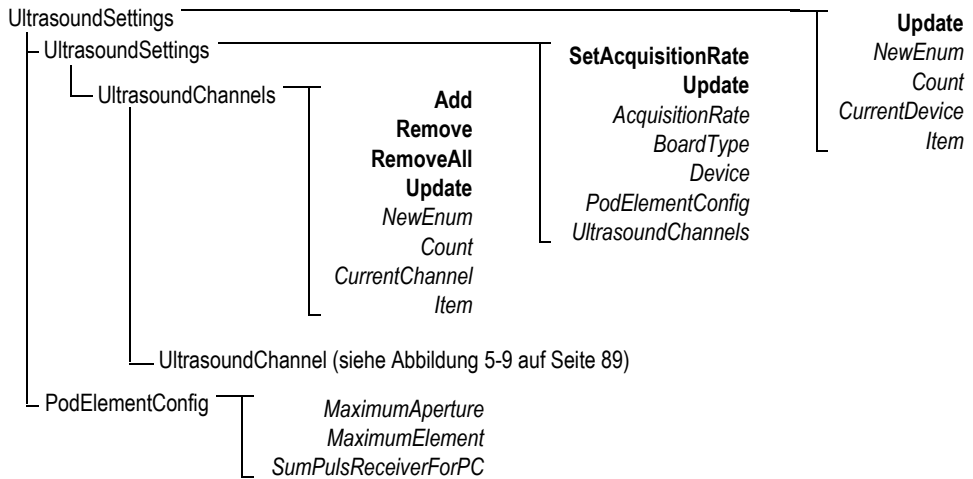 UltrasoundSettings
Update
NewEnum
Count
CurrentDevice
Item
UltrasoundSettings
SetAcquisitionRate
Update
AcquisitionRate
BoardType
Device
PodElementConfig
UltrasoundChannels
UltrasoundChannels
Add
Remove
RemoveAll
Update
NewEnum
Count
CurrentChannel
Item
UltrasoundChannel (siehe Abbildung 5-9 auf Seite 89)
PodElementConfig
MaximumAperture
MaximumElement
SumPulsReceiverForPC